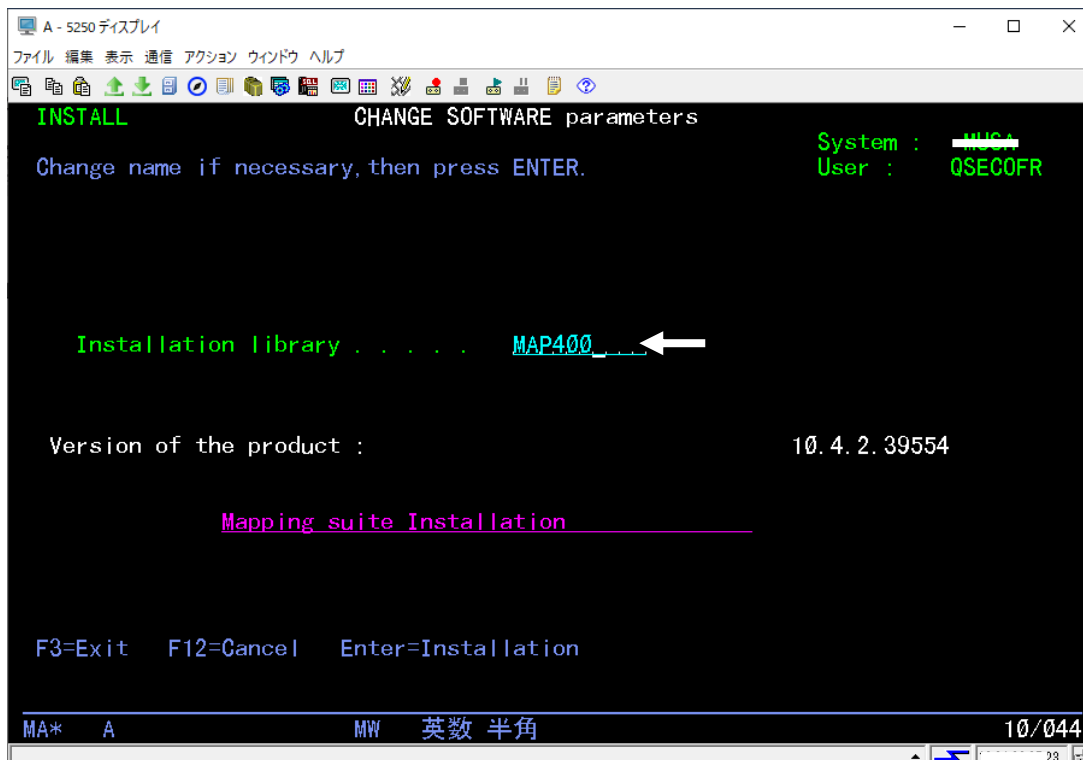 A - 5250 ディスプレイ
ファイル 編集 表示 通信 アクション ウィンドウ ヘルプ
INSTALL CHANGE SOFTWARE parameters
System :
Change name if necessary,then press ENTER. User : QSECOFR
Installation library . . . . . MAP400_...
Version of the product : 10.4.2.39554
Mapping suite Installation
F3=Exit F12=Cancel Enter=Installation
MA* A MW 英数 半角 10/044